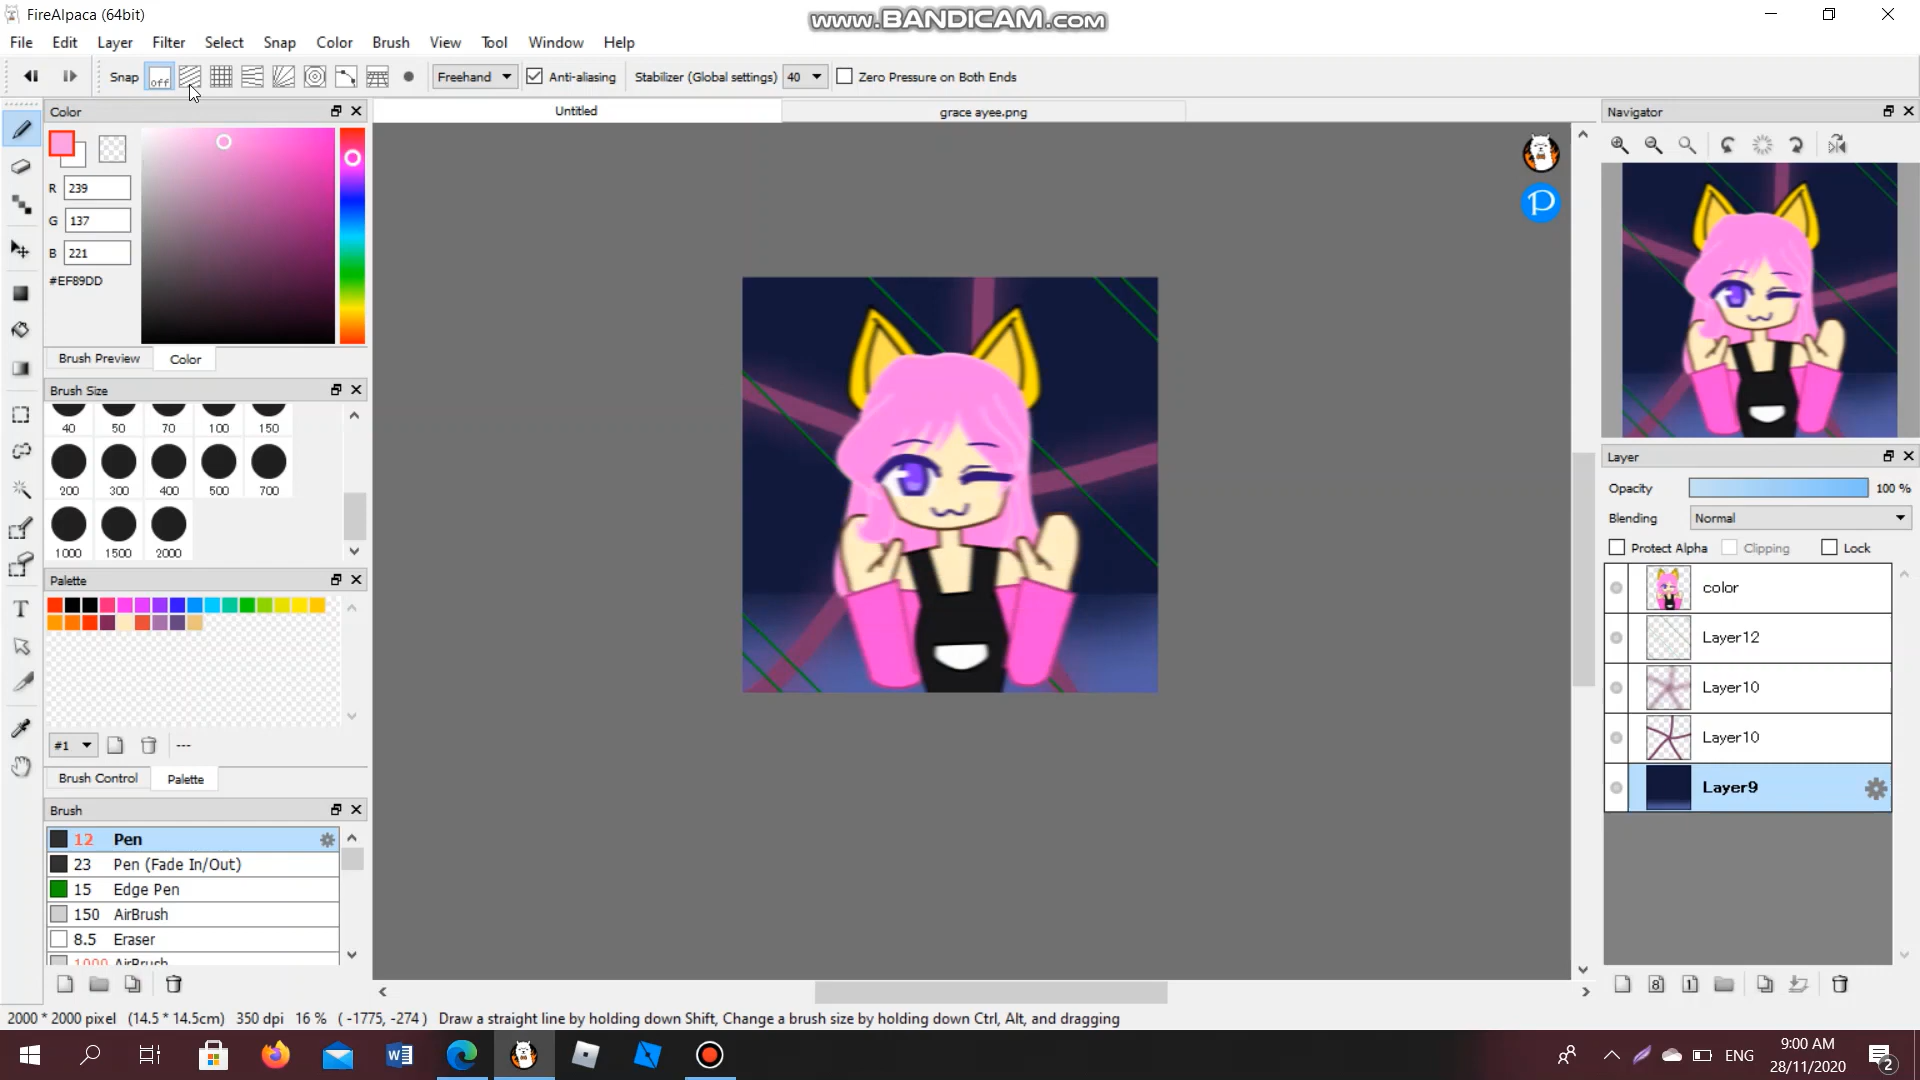 FireAlpaca (64bit)
www.BANDICAM.com
File Edit Layer Filter Select Snap Color Brush View Tool Window Help
Snap off Freehand Anti-aliasing Stabilizer (Global settings) 40 Zero Pressure on Both Ends
Color
Untitled
grace ayee.png
Navigator
R 239
G 137
B 221
#EF89DD
Brush Preview Color
Brush Size
40 50 70 100 150
200 300 400 500 700
1000 1500 2000
Palette
#1 ---
Brush Control Palette
Brush
12 Pen
23 Pen (Fade In/Out)
15 Edge Pen
150 AirBrush
8.5 Eraser
1000 AirBrush
Layer
Opacity 100 %
Blending Normal
Protect Alpha Clipping Lock
color
Layer12
Layer10
Layer10
Layer9
2000 * 2000 pixel (14.5 * 14.5cm) 350 dpi 16 % ( -1775, -274 ) Draw a straight line by holding down Shift, Change a brush size by holding down Ctrl, Alt, and dragging
ENG
9:00 AM
28/11/2020
2